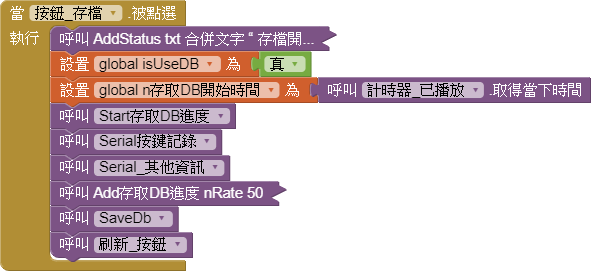 當 按鈕_存檔 .被點選
執行 呼叫 AddStatus txt 合併文字 “ 存檔開...
設置 global isUseDB 為 真
設置 global n存取DB開始時間 為 呼叫 計時器_已播放 .取得當下時間
呼叫 Start存取DB進度
呼叫 Serial按鍵記錄
呼叫 Serial_其他資訊
呼叫 Add存取DB進度 nRate 50
呼叫 SaveDb
呼叫 刷新_按鈕